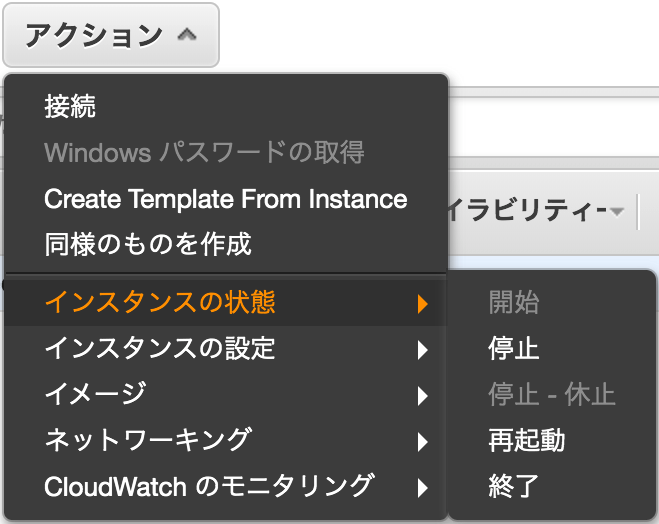 アクション
接続
Windows パスワードの取得
Create Template From Instance
同様のものを作成
イラビリティー
インスタンスの状態
インスタンスの設定
イメージ
ネットワーキング
CloudWatch のモニタリング
開始
停止
停止 - 休止
再起動
終了